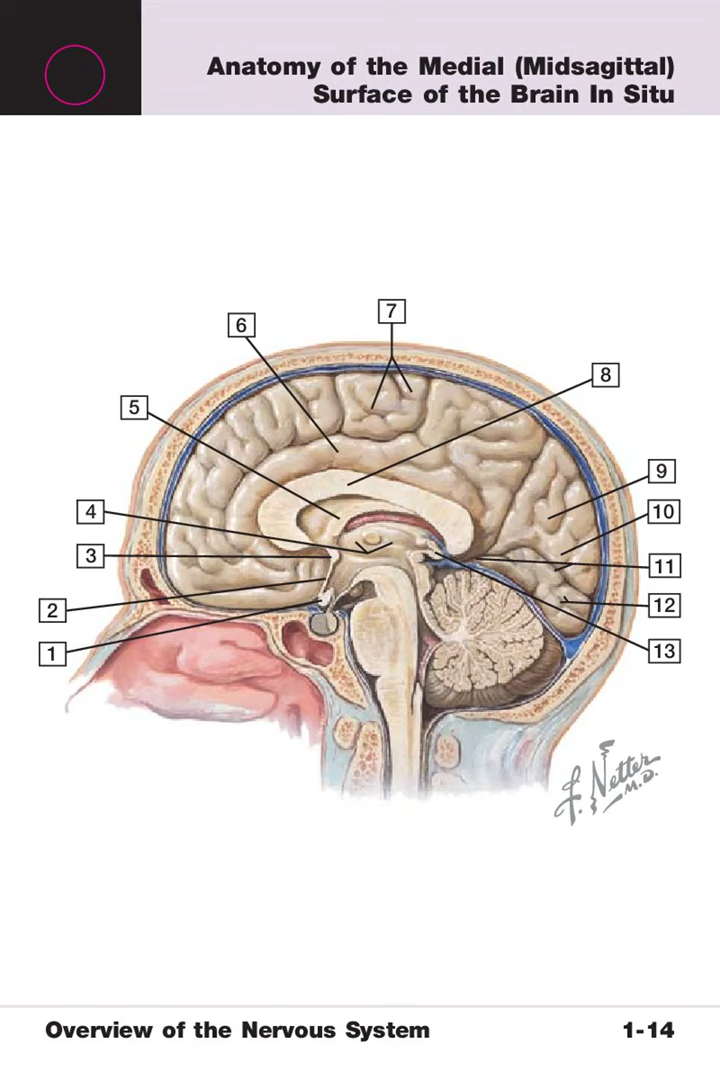 Anatomy of the Medial (Midsagittal)
Surface of the Brain In Situ
7
6
8
5
9
4
10
3
11
2
12
1
13
F. Netter
M.D.
Overview of the Nervous System 1-14